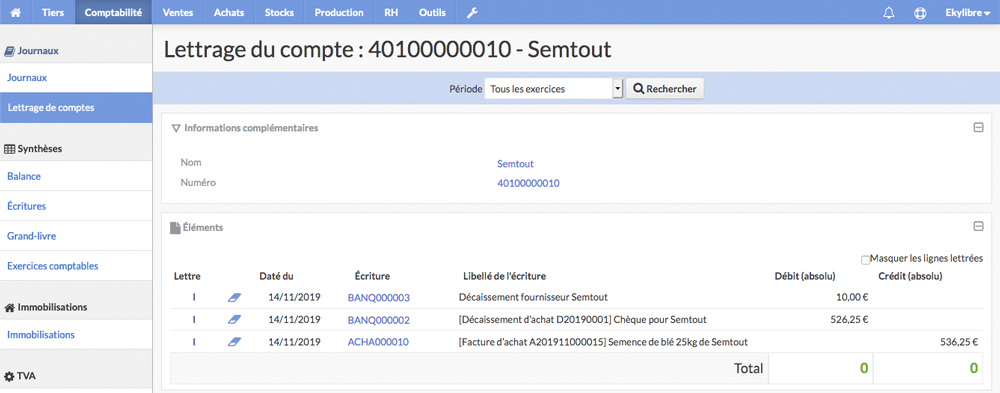 Tiers Comptabilité Ventes Achats Stocks Production RH Outils Ekylibre
Journaux
Journaux
Lettrage de comptes
Synthèses
Balance
Écritures
Grand-livre
Exercices comptables
Immobilisations
Immobilisations
TVA
Lettrage du compte : 40100000010 - Semtout
Période Tous les exercices Rechercher
Informations complémentaires
Nom Semtout
Numéro 40100000010
Éléments
Masquer les lignes lettrées
Lettre Daté du Écriture Libellé de l'écriture Débit (absolu) Crédit (absolu)
I 14/11/2019 BANQ000003 Décaissement fournisseur Semtout 10,00 €
I 14/11/2019 BANQ000002 [Décaissement d'achat D20190001] Chèque pour Semtout 526,25 €
I 14/11/2019 ACHA000010 [Facture d'achat A201911000015] Semence de blé 25kg de Semtout 536,25 €
Total 0 0